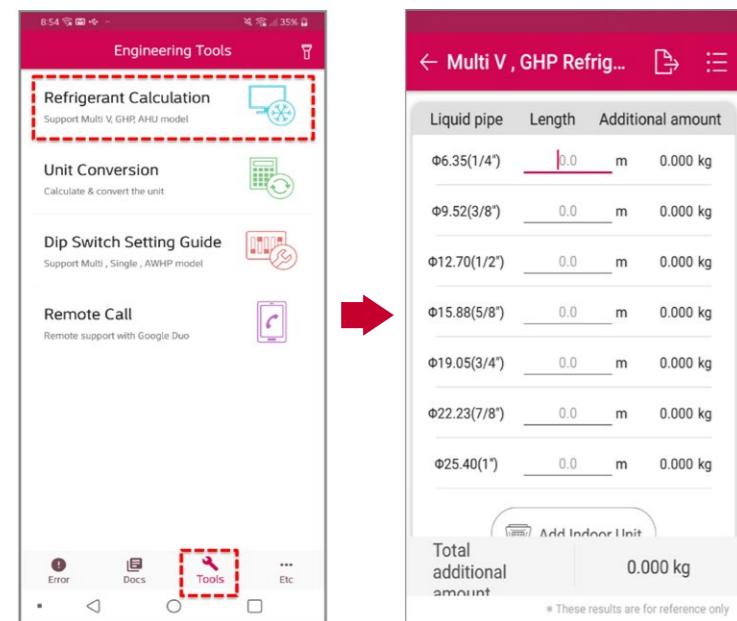 8:54
35%
Engineering Tools
Refrigerant Calculation
Support Multi V, GHP, AHU model
Unit Conversion
Calculate & convert the unit
Dip Switch Setting Guide
Support Multi , Single , AWHP model
Remote Call
Remote support with Google Duo
Error
Docs
Tools
Etc
← Multi V , GHP Refrig...
Liquid pipe Length Additional amount
Φ6.35(1/4") 0.0 m 0.000 kg
Φ9.52(3/8") 0.0 m 0.000 kg
Φ12.70(1/2") 0.0 m 0.000 kg
Φ15.88(5/8") 0.0 m 0.000 kg
Φ19.05(3/4") 0.0 m 0.000 kg
Φ22.23(7/8") 0.0 m 0.000 kg
Φ25.40(1") 0.0 m 0.000 kg
Add Indoor Unit
Total
additional
amount
0.000 kg
※ These results are for reference only